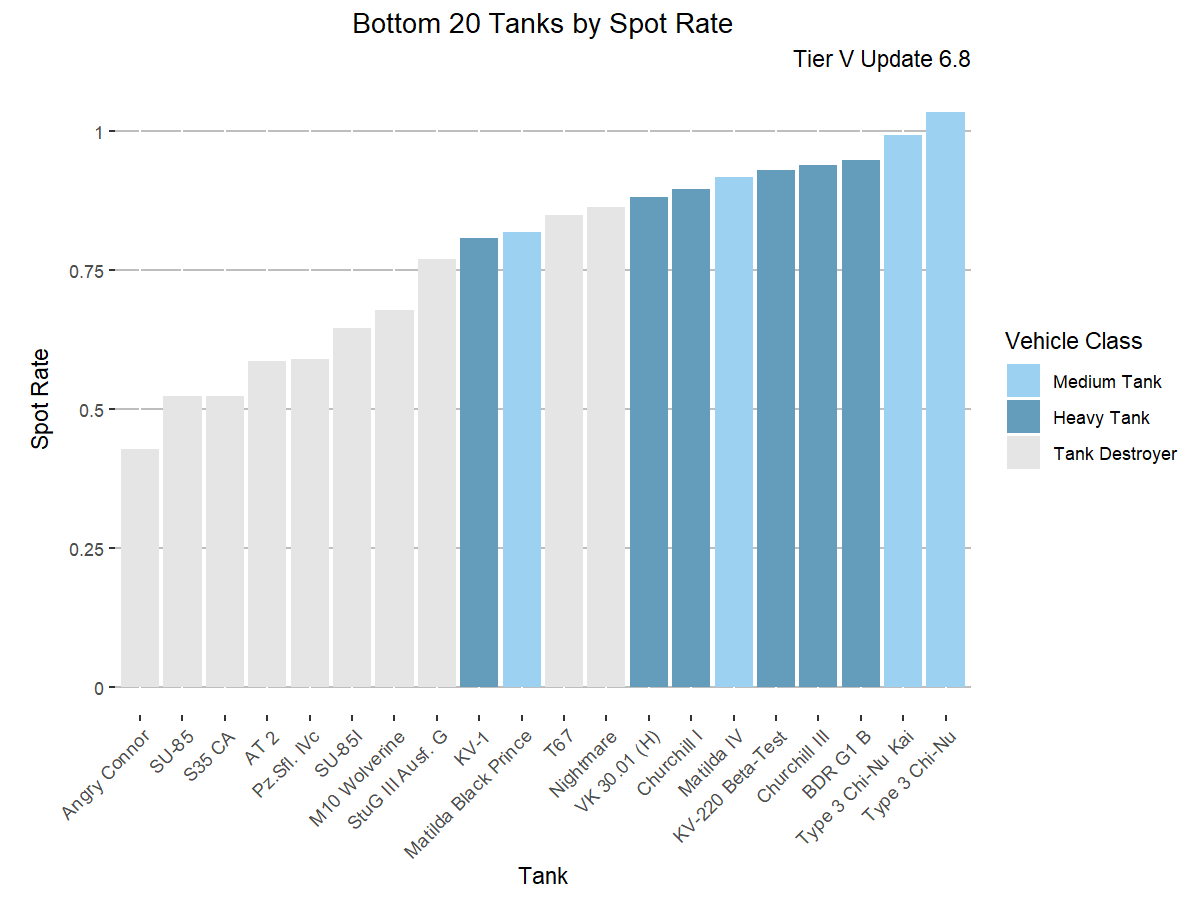 Bottom 20 Tanks by Spot Rate
Tier V Update 6.8
1
0.75
0.5
0.25
0
Spot Rate
Angry Connor
SU-85
S35 CA
AT 2
Pz.Sfl. IVc
SU-85I
M10 Wolverine
StuG III Ausf. G
KV-1
Matilda Black Prince
T67
Nightmare
VK 30.01 (H)
Churchill I
Matilda IV
KV-220 Beta-Test
Churchill III
BDR G1 B
Type 3 Chi-Nu Kai
Type 3 Chi-Nu
Tank
Vehicle Class
Medium Tank
Heavy Tank
Tank Destroyer